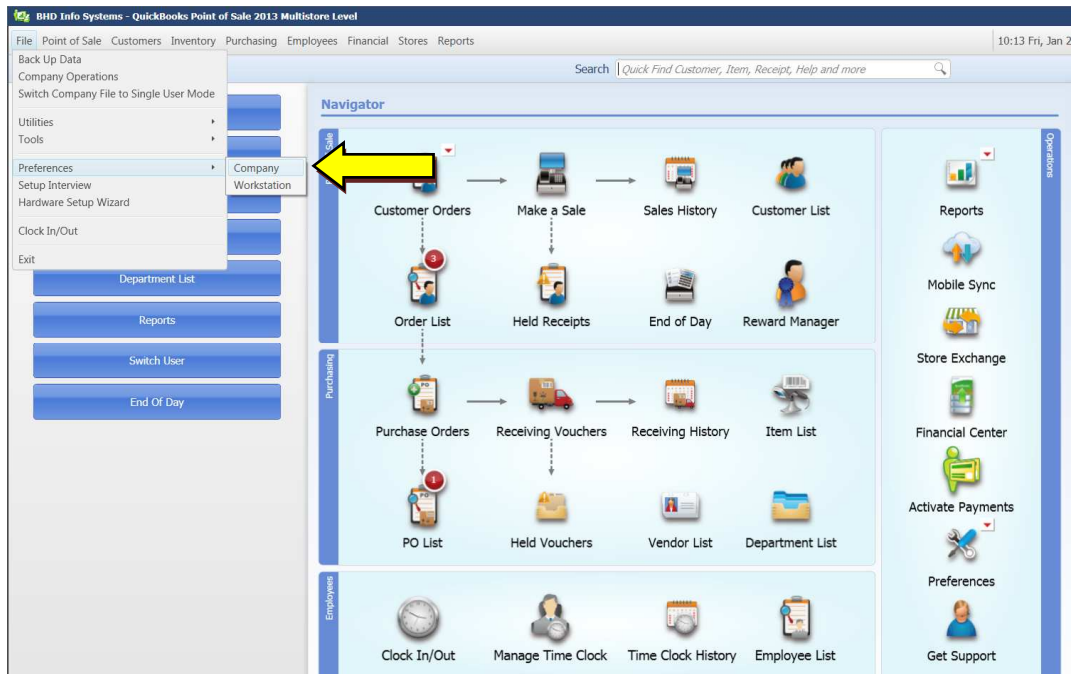 BHD Info Systems - QuickBooks Point of Sale 2013 Multistore Level
File Point of Sale Customers Inventory Purchasing Employees Financial Stores Reports
10:13 Fri, Jan 2
Search Quick Find Customer, Item, Receipt, Help and more
Back Up Data
Company Operations
Switch Company File to Single User Mode
Utilities
Tools
Preferences
Setup Interview
Hardware Setup Wizard
Clock In/Out
Exit
Company
Workstation
Department List
Reports
Switch User
End Of Day
Navigator
Sale
Customer Orders
Make a Sale
Sales History
Customer List
3
Order List
Held Receipts
End of Day
Reward Manager
Purchasing
PO
Purchase Orders
Receiving Vouchers
Receiving History
Item List
1
PO
PO List
Held Vouchers
Vendor List
Department List
Employees
Clock In/Out
Manage Time Clock
Time Clock History
Employee List
Operations
Reports
Mobile Sync
Store Exchange
Financial Center
Activate Payments
Preferences
Get Support